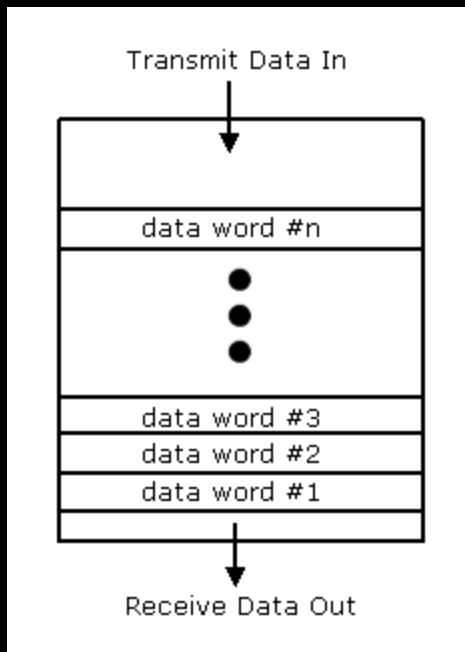 Transmit Data In
data word #n
data word #3
data word #2
data word #1
Receive Data Out